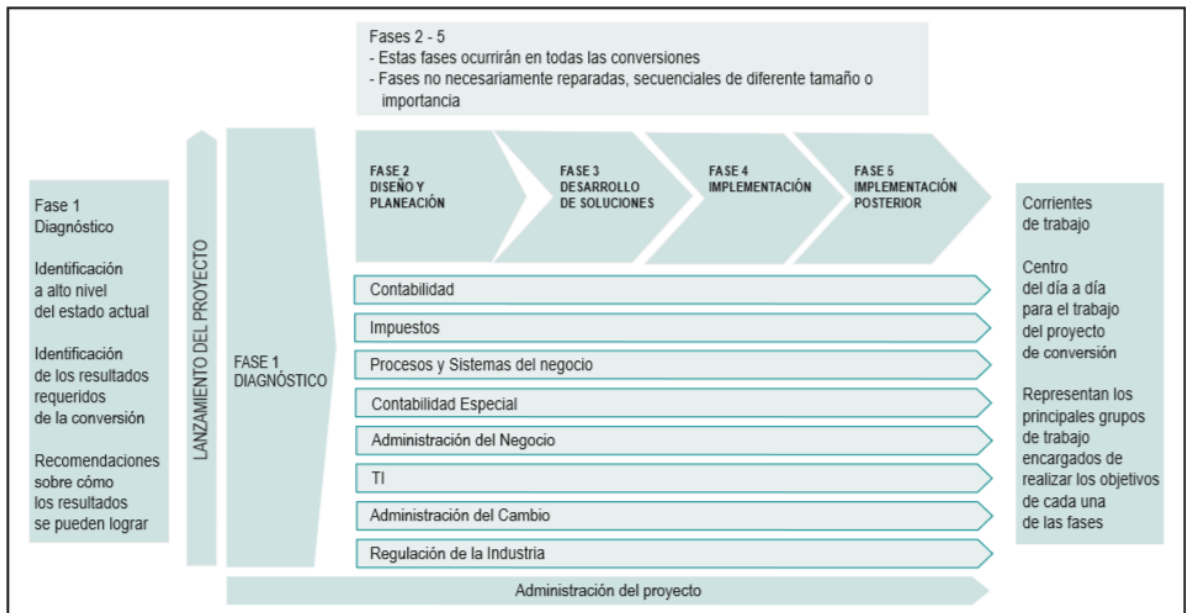 Fases 2 - 5
- Estas fases ocurrirán en todas las conversiones
- Fases no necesariamente reparadas, secuenciales de diferente tamaño o
importancia
Fase 1
Diagnóstico
Identificación
a alto nivel
del estado actual
Identificación
de los resultados
requeridos
de la conversión
Recomendaciones
sobre cómo
los resultados
se pueden lograr
LANZAMIENTO DEL PROYECTO
FASE 1
DIAGNÓSTICO
FASE 2
DISEÑO Y
PLANEACIÓN
FASE 3
DESARROLLO
DE SOLUCIONES
FASE 4
IMPLEMENTACIÓN
FASE 5
IMPLEMENTACIÓN
POSTERIOR
Contabilidad
Impuestos
Procesos y Sistemas del negocio
Contabilidad Especial
Administración del Negocio
TI
Administración del Cambio
Regulación de la Industria
Administración del proyecto
Corrientes
de trabajo
Centro
del día a día
para el trabajo
del proyecto
de conversión
Representan los
principales grupos
de trabajo
encargados de
realizar los objetivos
de cada una
de las fases